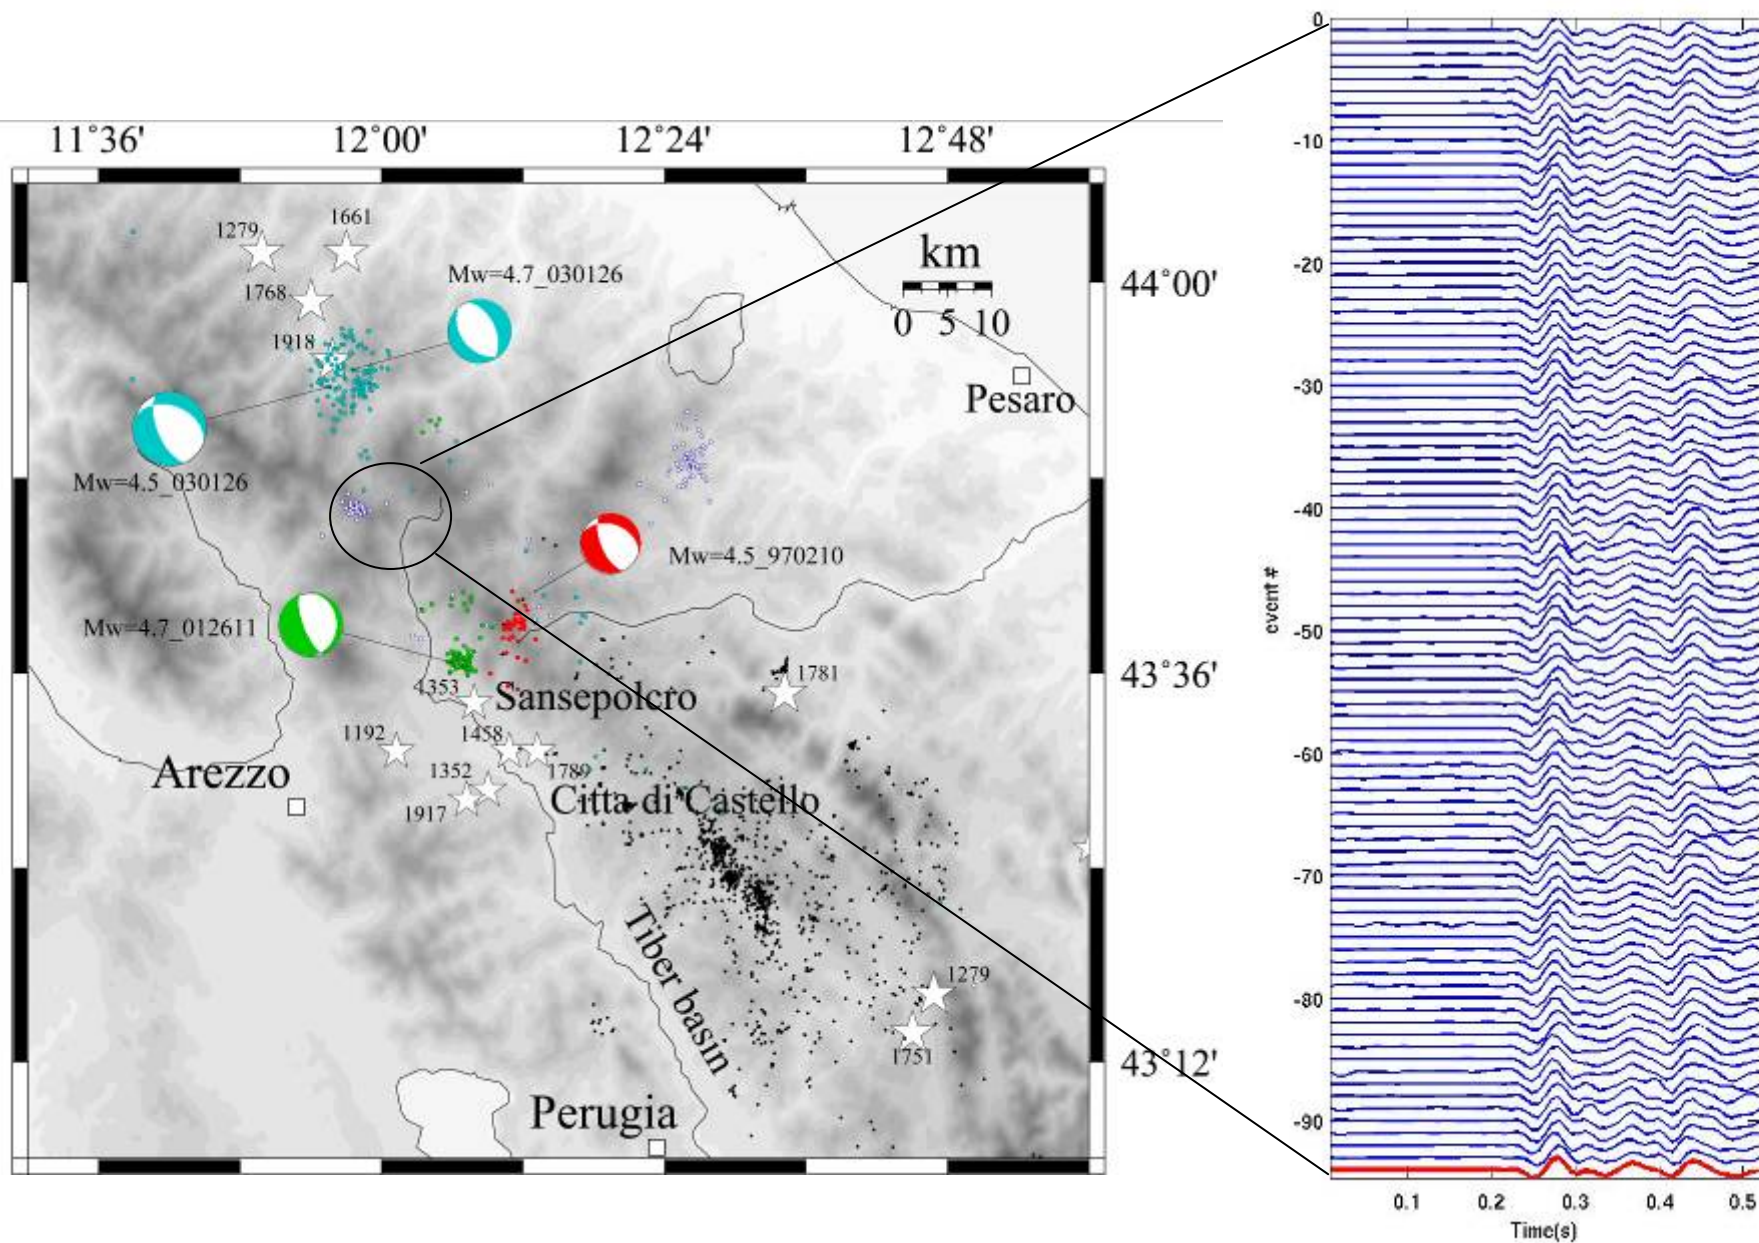 11°36'
12°00'
12°24'
12°48'
1279
1661
Mw=4.7_030126
1768
1918
km
0 5 10
44°00'
Pesaro
Mw=4.5_030126
Mw=4.5_970210
Mw=4.7_012611
43°36'
1781
1353
Sansepolcro
1192
1458
1789
Arezzo
1352
1917
Citta di Castello
Tiber basin
1279
1751
43°12'
Perugia
0
-10
-20
-30
-40
-50
-60
-70
-80
-90
event #
0.1
0.2
0.3
0.4
0.5
Time(s)